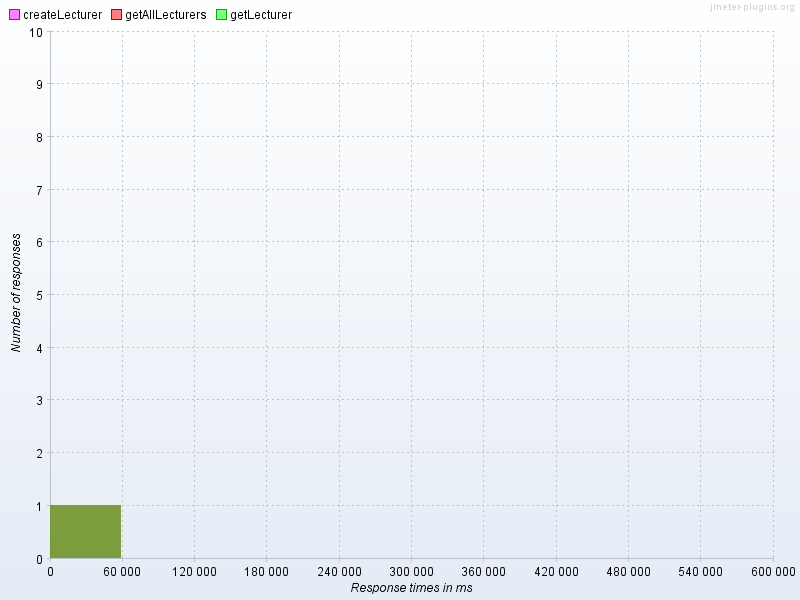 jmeter-plugins.org
createLecturer getAllLecturers getLecturer
10
9
8
7
6
5
4
3
2
1
0
Number of responses
0 60 000 120 000 180 000 240 000 300 000 360 000 420 000 480 000 540 000 600 000
Response times in ms